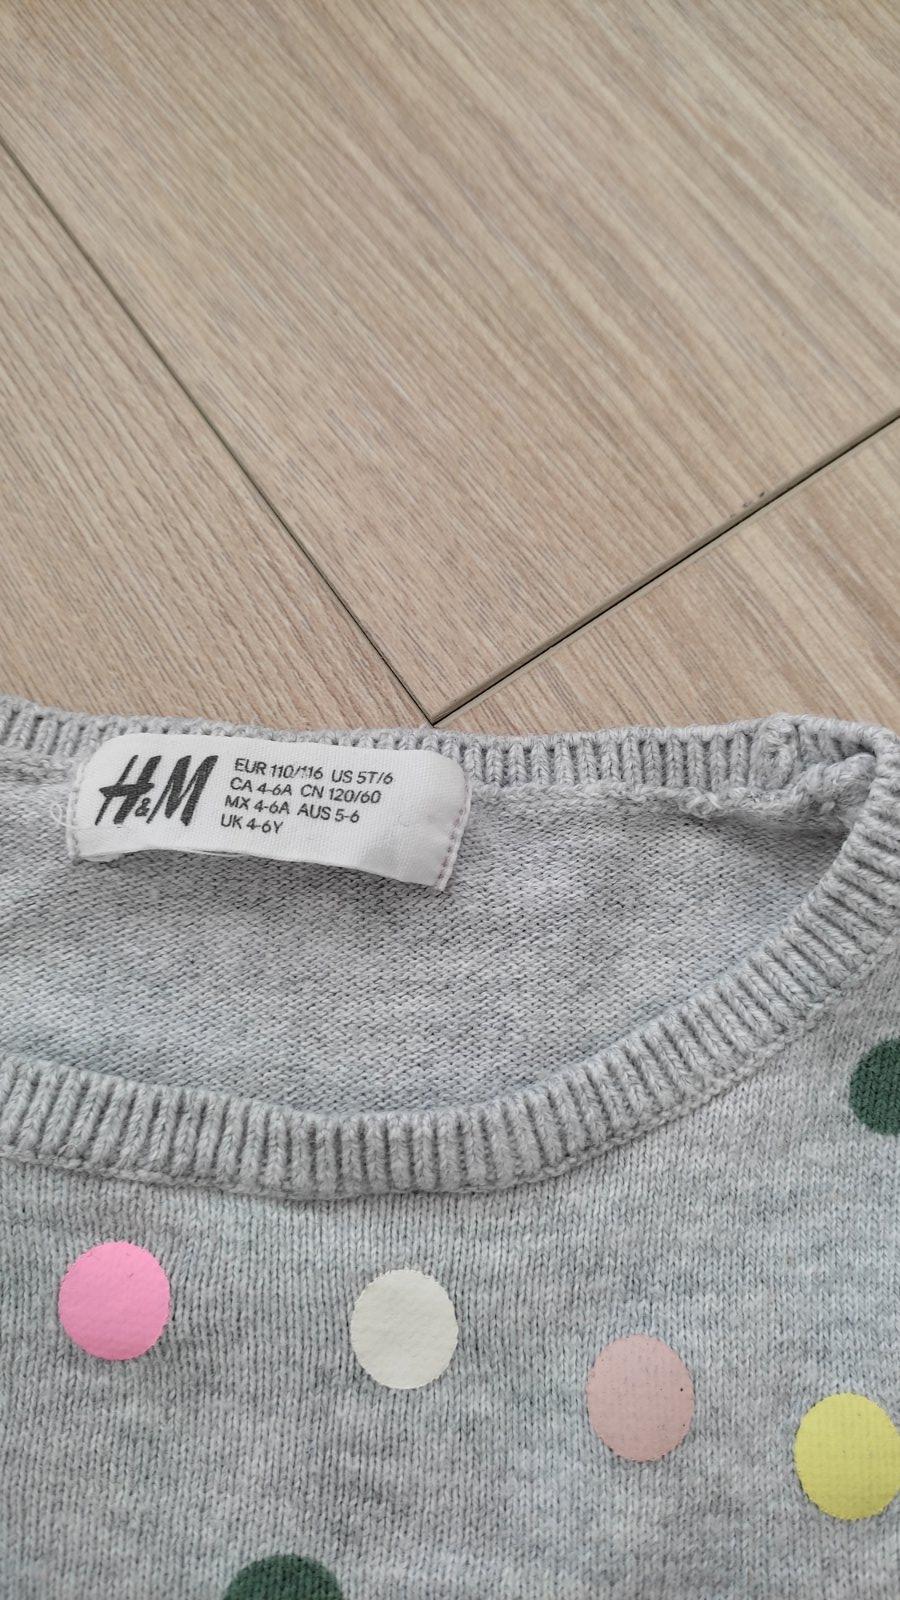 H&M
EUR 110/116 US 5T/6
CA 4-6A CN 120/60
MX 4-6A AUS 5-6
UK 4-6Y